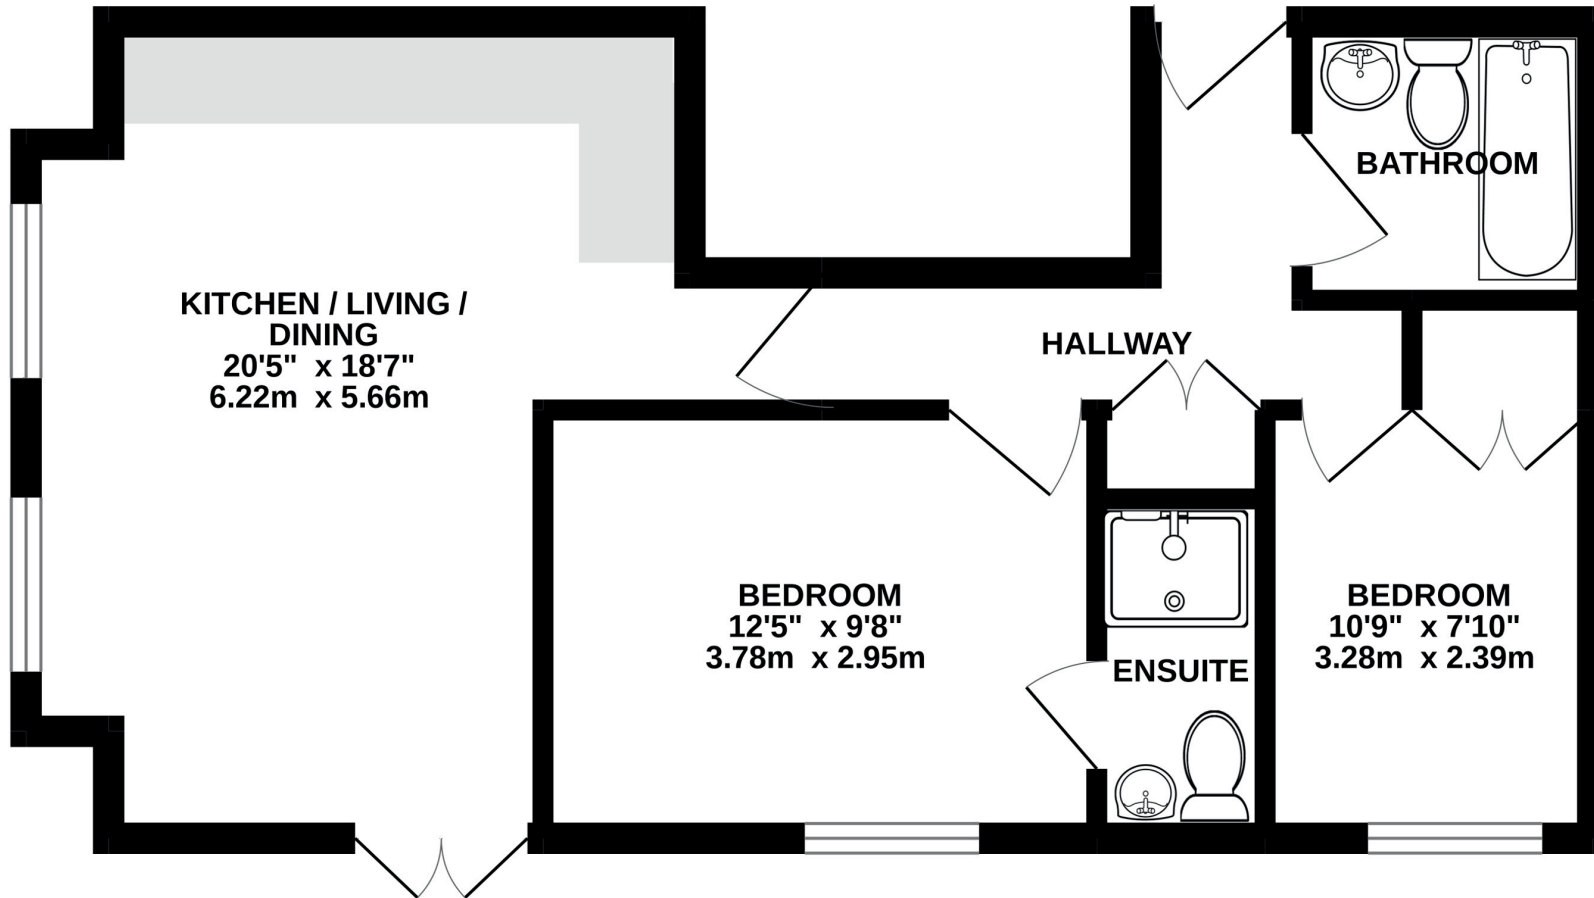 BATHROOM
KITCHEN / LIVING /
DINING
20'5" x 18'7"
6.22m x 5.66m
HALLWAY
BEDROOM
12'5" x 9'8"
3.78m x 2.95m
ENSUITE
BEDROOM
10'9" x 7'10"
3.28m x 2.39m